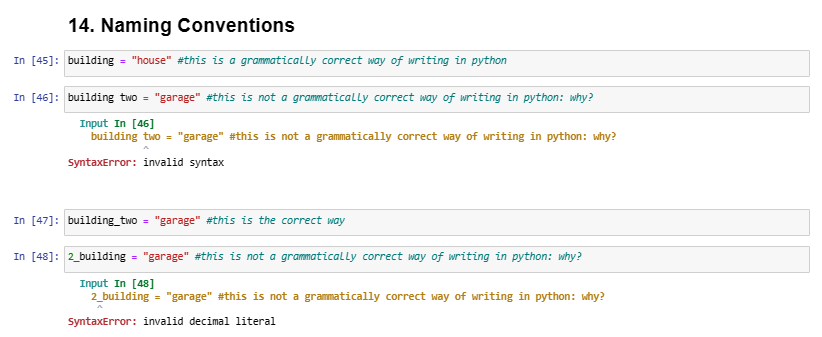 14. Naming Conventions
In [45]: building = "house" #this is a grammatically correct way of writing in python
In [46]: building two = "garage" #this is not a grammatically correct way of writing in python: why?
Input In [46]
building two = "garage" #this is not a grammatically correct way of writing in python: why?
^
SyntaxError: invalid syntax
In [47]: building_two = "garage" #this is the correct way
In [48]: 2_building = "garage" #this is not a grammatically correct way of writing in python: why?
Input In [48]
2_building = "garage" #this is not a grammatically correct way of writing in python: why?
^
SyntaxError: invalid decimal literal